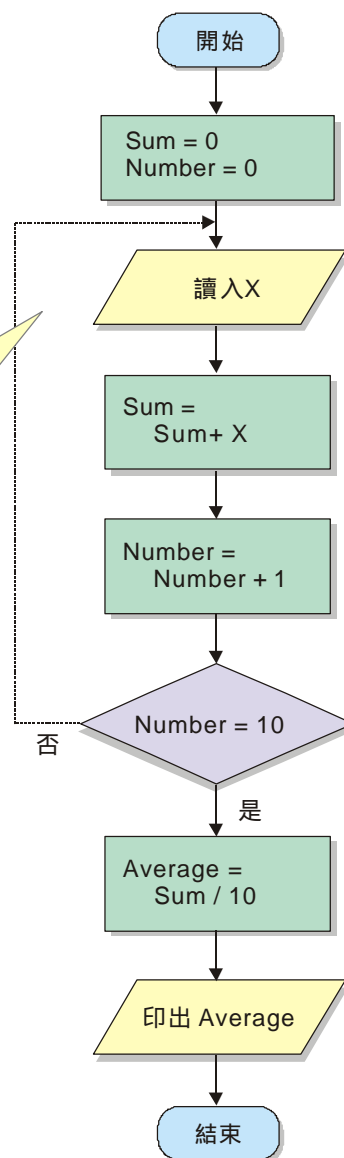 開始
Sum = 0
Number = 0
讀入X
Sum =
Sum+ X
Number =
Number + 1
Number = 10
否
是
Average =
Sum / 10
印出 Average
結束